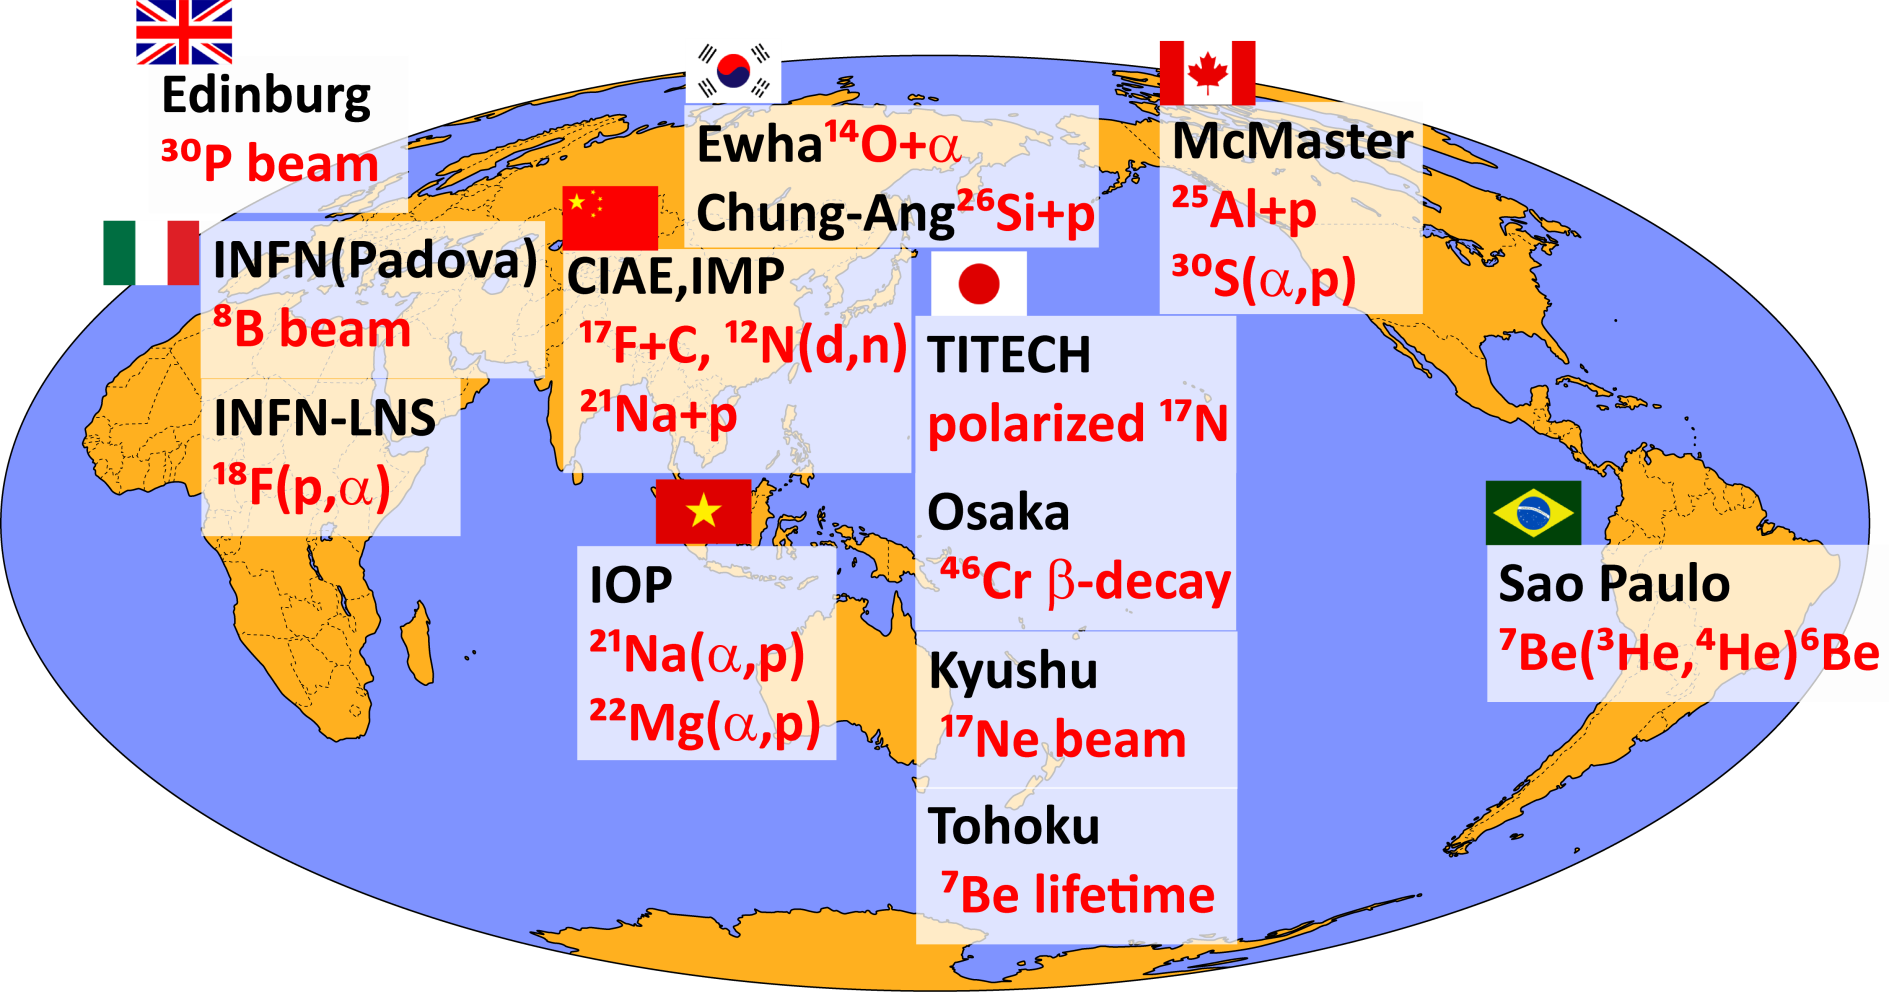 Edinburg
³⁰P beam
INFN(Padova)
⁸B beam
INFN-LNS
¹⁸F(p,α)
Ewha¹⁴O+α
Chung-Ang²⁶Si+p
CIAE,IMP
¹⁷F+C, ¹²N(d,n)
²¹Na+p
IOP
²¹Na(α,p)
²²Mg(α,p)
TITECH
polarized ¹⁷N
Osaka
⁴⁶Cr β-decay
Kyushu
¹⁷Ne beam
Tohoku
⁷Be lifetime
McMaster
²⁵Al+p
³⁰S(α,p)
Sao Paulo
⁷Be(³He,⁴He)⁶Be